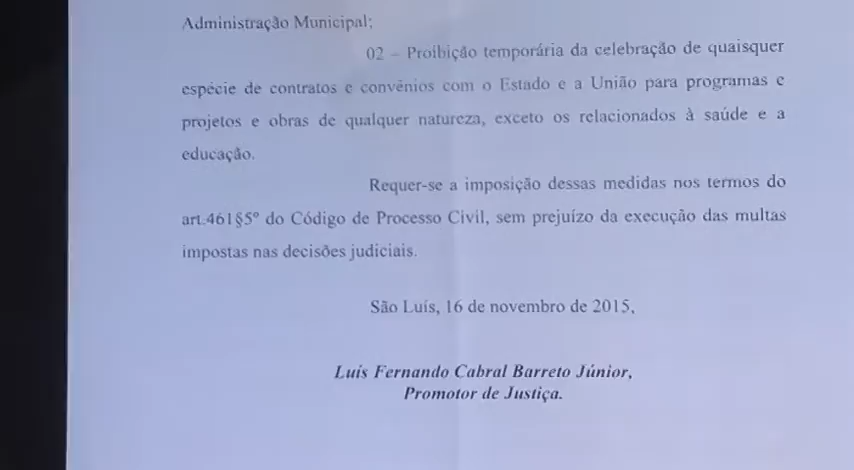 Administração Municipal;
02 – Proibição temporária da celebração de quaisquer
espécie de contratos e convênios com o Estado e a União para programas e
projetos e obras de qualquer natureza, exceto os relacionados à saúde e a
educação.
Requer-se a imposição dessas medidas nos termos do
art.461§5º do Código de Processo Civil, sem prejuízo da execução das multas
impostas nas decisões judiciais.
São Luís, 16 de novembro de 2015,
Luís Fernando Cabral Barreto Júnior,
Promotor de Justiça.